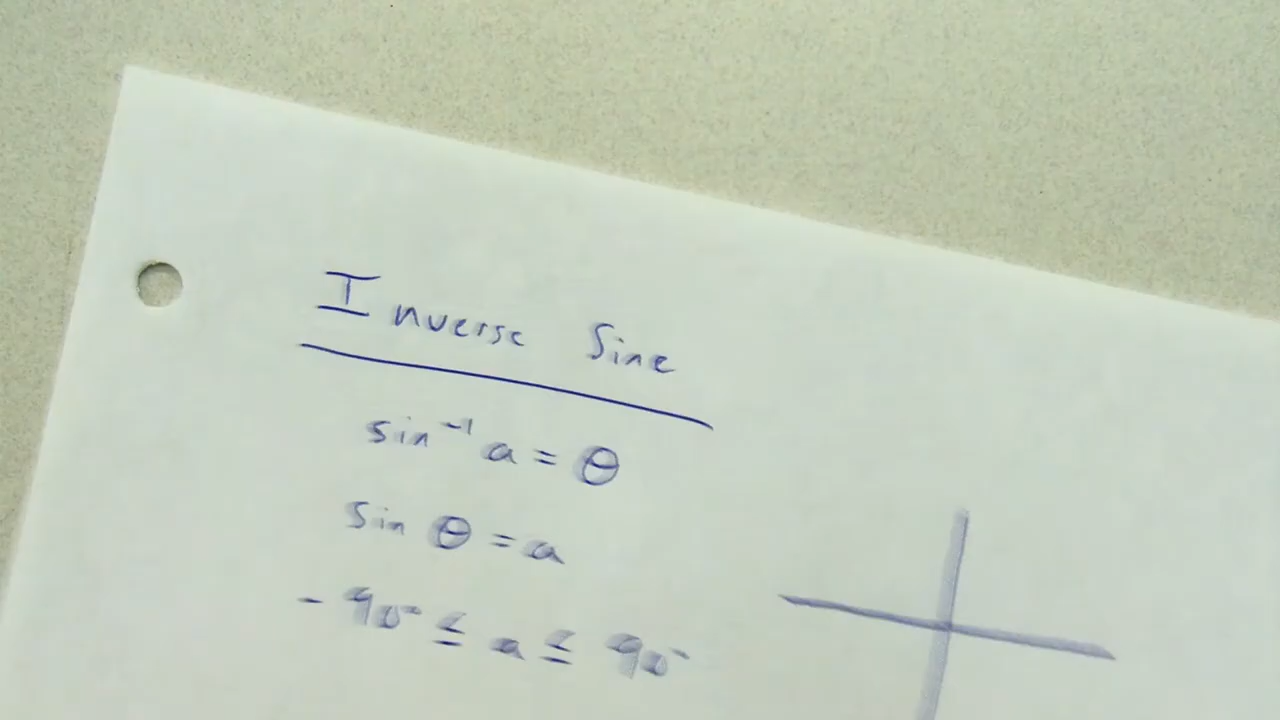 Inverse Sine
sin⁻¹ a = θ
sin θ = a
- 90° ≤ a ≤ 90°